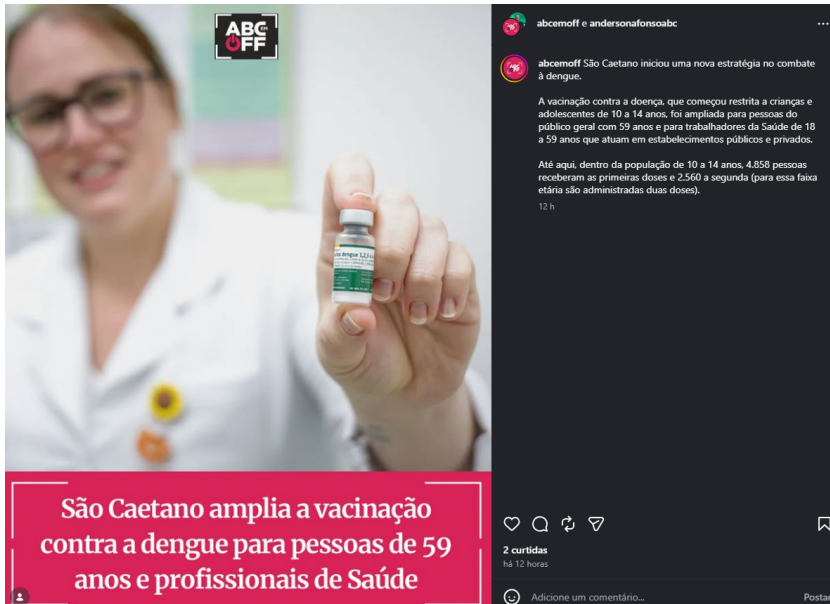 ABC EM
OFF
dengue 1,2,3
São Caetano amplia a vacinação
contra a dengue para pessoas de 59
anos e profissionais de Saúde
abcemoff e andersonafonsoabc
abcemoff São Caetano iniciou uma nova estratégia no combate
à dengue.
A vacinação contra a doença, que começou restrita a crianças e
adolescentes de 10 a 14 anos, foi ampliada para pessoas do
público geral com 59 anos e para trabalhadores da Saúde de 18
a 59 anos que atuam em estabelecimentos públicos e privados.
Até aqui, dentro da população de 10 a 14 anos, 4.858 pessoas
receberam as primeiras doses e 2.560 a segunda (para essa faixa
etária são administradas duas doses).
12 h
2 curtidas
há 12 horas
Adicione um comentário...
Postar